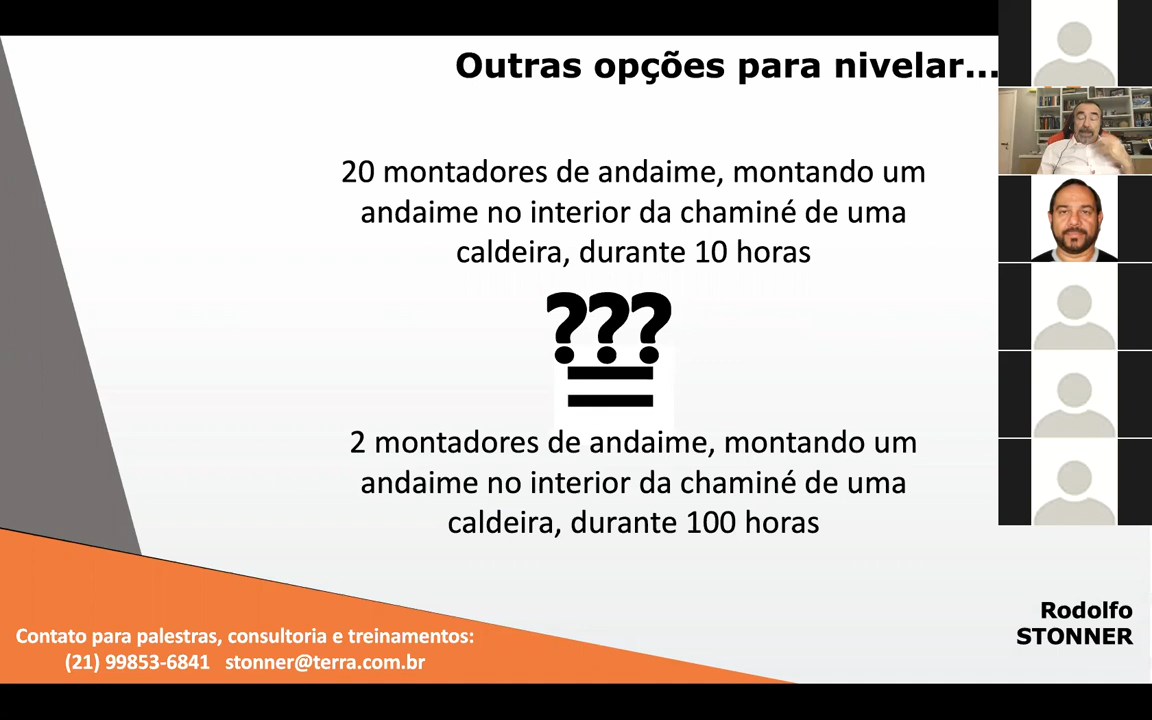 Outras opções para nivelar...
20 montadores de andaime, montando um
andaime no interior da chaminé de uma
caldeira, durante 10 horas
???
=
2 montadores de andaime, montando um
andaime no interior da chaminé de uma
caldeira, durante 100 horas
Rodolfo
STONNER
Contato para palestras, consultoria e treinamentos:
(21) 99853-6841 stonner@terra.com.br